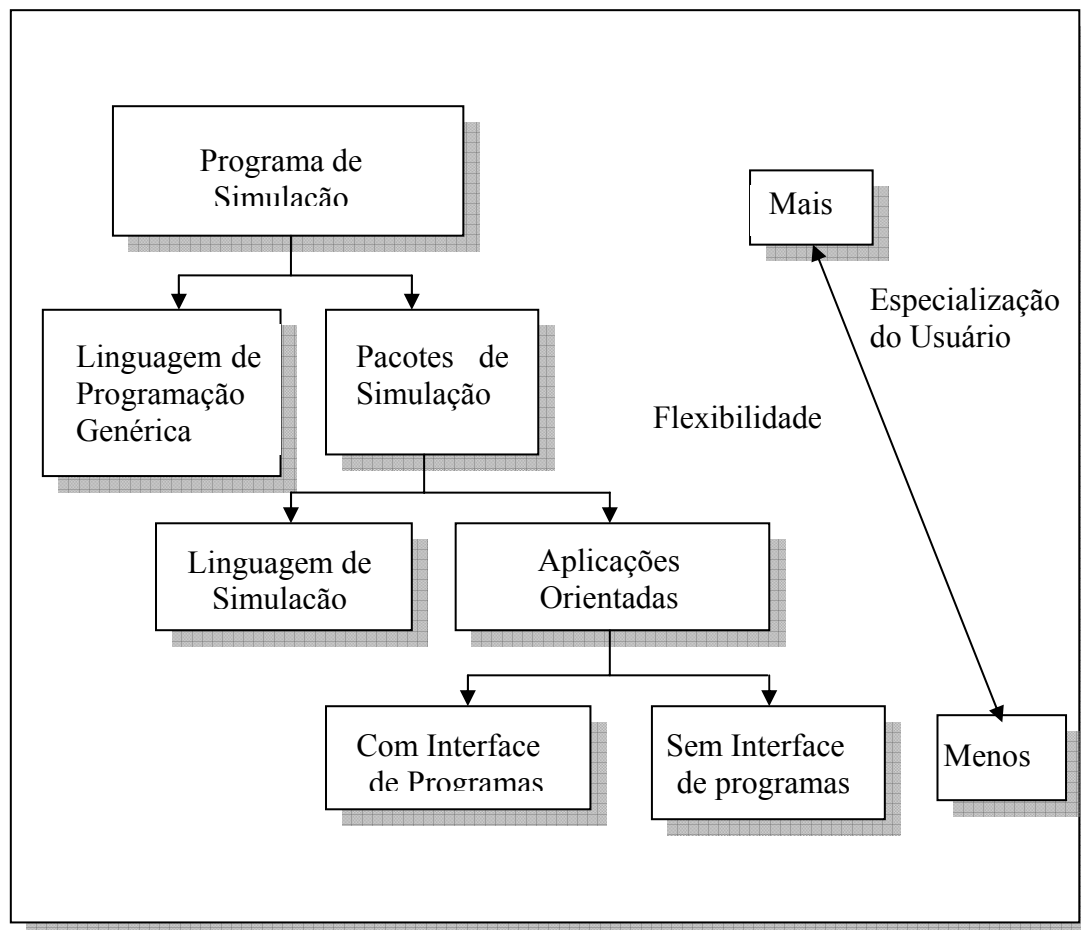 Programa de
Simulação
Mais
Especialização
do Usuário
Linguagem de
Programação
Genérica
Pacotes de
Simulação
Flexibilidade
Linguagem de
Simulacão
Aplicações
Orientadas
Com Interface
de Programas
Sem Interface
de programas
Menos